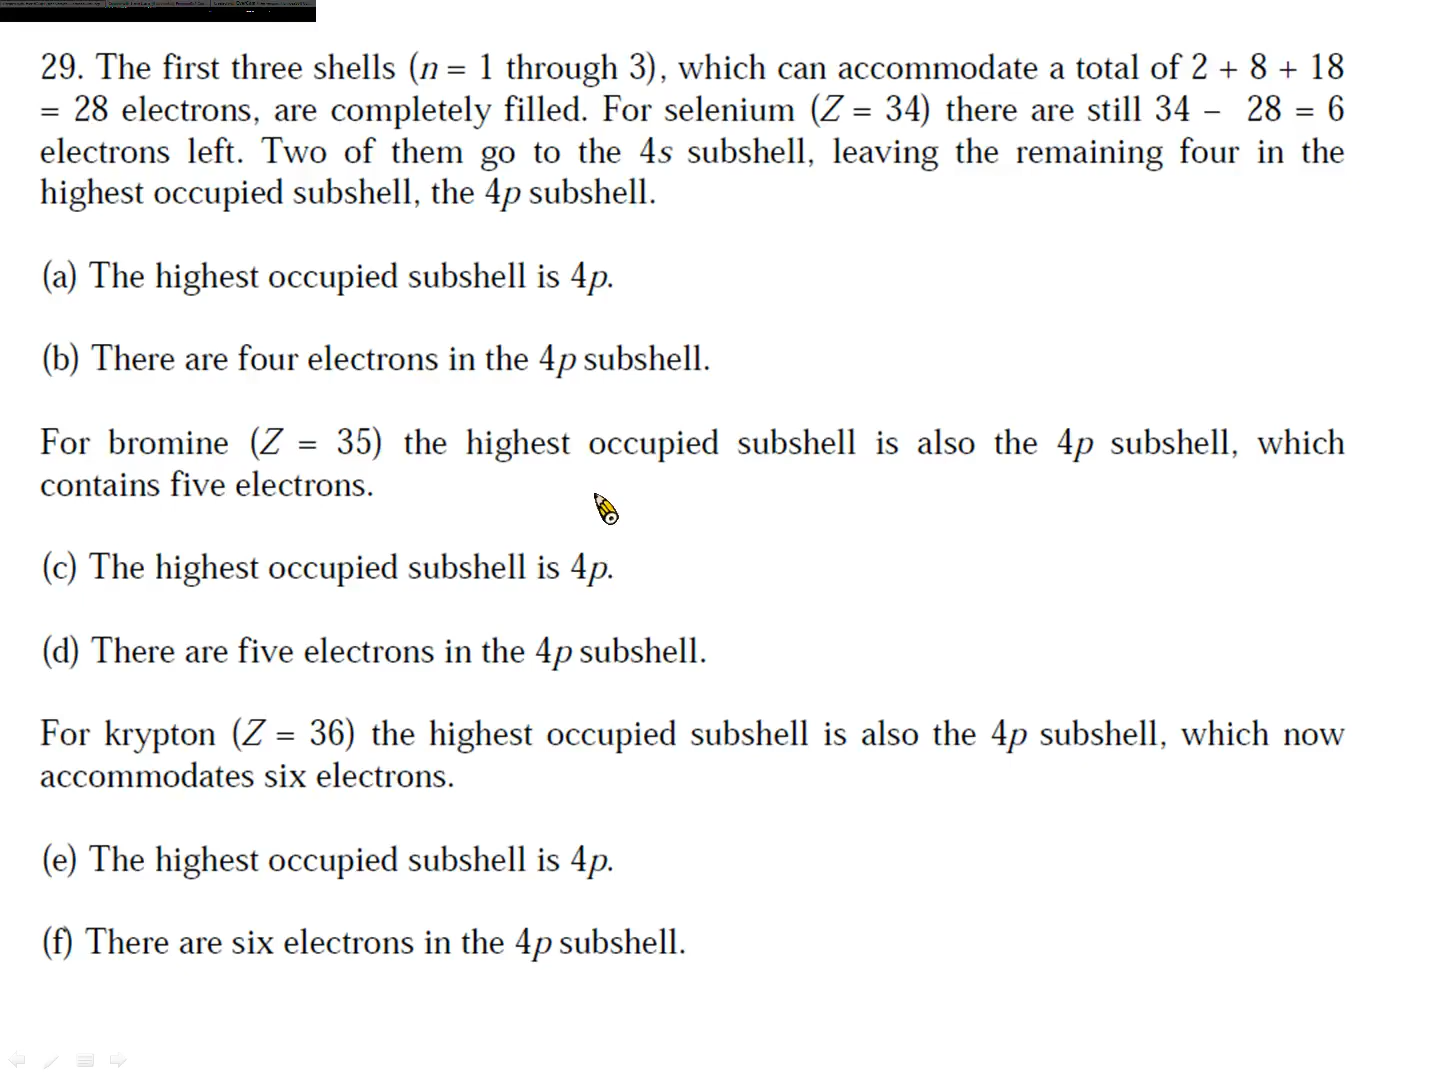 29. The first three shells (n = 1 through 3), which can accommodate a total of 2 + 8 + 18
= 28 electrons, are completely filled. For selenium (Z = 34) there are still 34 – 28 = 6
electrons left. Two of them go to the 4s subshell, leaving the remaining four in the
highest occupied subshell, the 4p subshell.
(a) The highest occupied subshell is 4p.
(b) There are four electrons in the 4p subshell.
For bromine (Z = 35) the highest occupied subshell is also the 4p subshell, which
contains five electrons.
(c) The highest occupied subshell is 4p.
(d) There are five electrons in the 4p subshell.
For krypton (Z = 36) the highest occupied subshell is also the 4p subshell, which now
accommodates six electrons.
(e) The highest occupied subshell is 4p.
(f) There are six electrons in the 4p subshell.